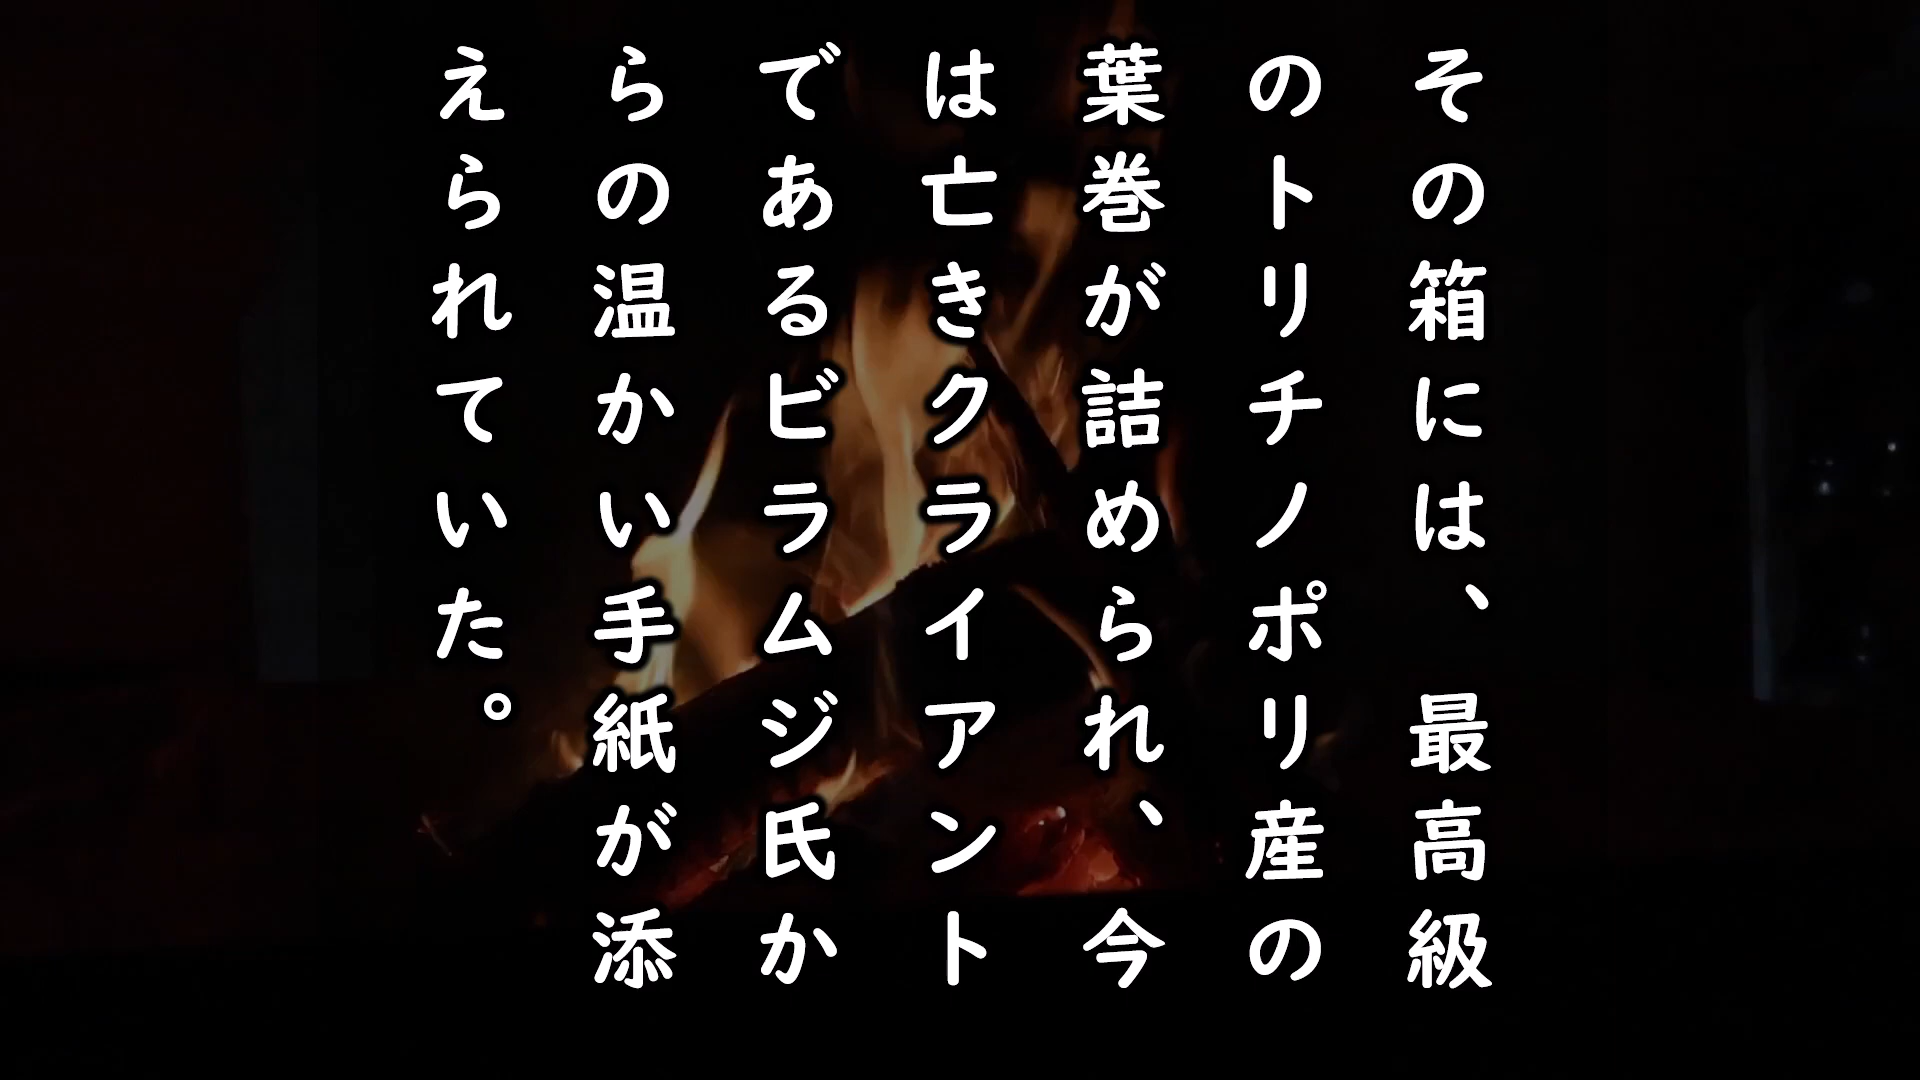 その箱には、最高級
のトリチノポリ産の
葉巻が詰められ、今
は亡きクライアント
であるビラムジ氏か
らの温かい手紙が添
えられていた。